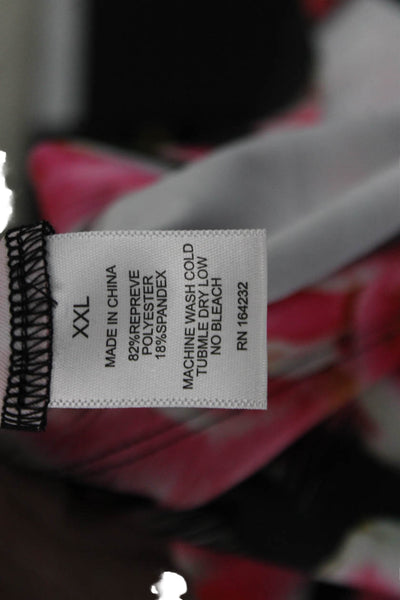 XXL
MADE IN CHINA
82%REPREVE
POLYESTER
18%SPANDEX
MACHINE WASH COLD
TUBMLE DRY LOW
NO BLEACH
RN 164232